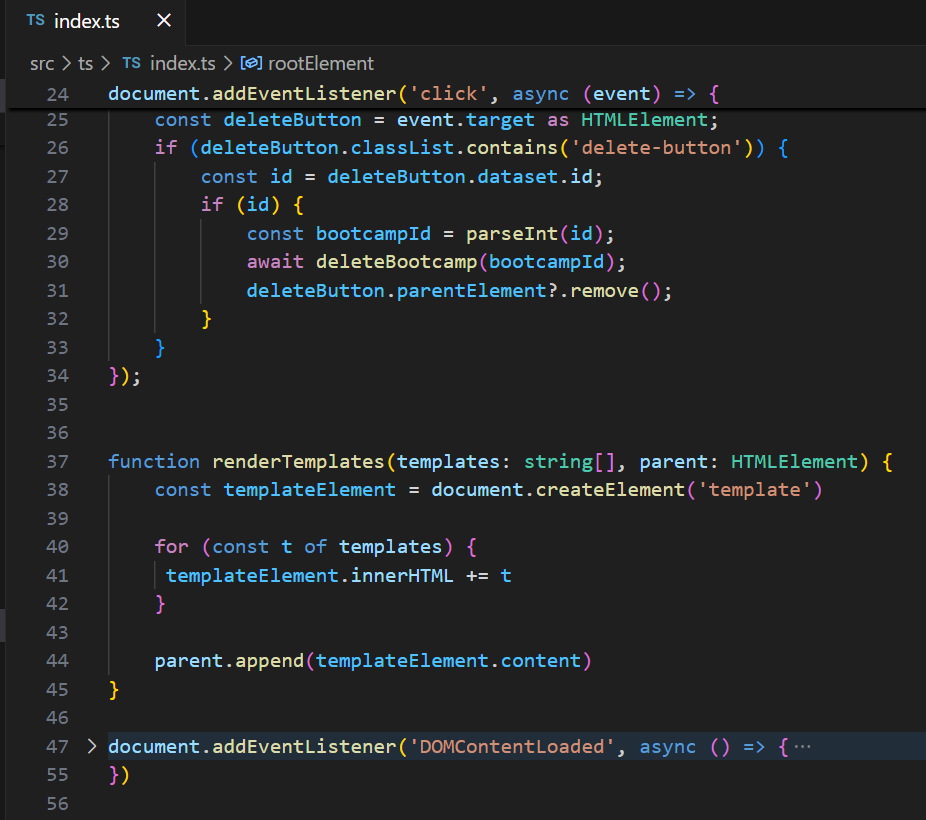 TS index.ts ×
src > ts > TS index.ts > rootElement
24 document.addEventListener('click', async (event) => {
25     const deleteButton = event.target as HTMLElement;
26     if (deleteButton.classList.contains('delete-button')) {
27         const id = deleteButton.dataset.id;
28         if (id) {
29             const bootcampId = parseInt(id);
30             await deleteBootcamp(bootcampId);
31             deleteButton.parentElement?.remove();
32         }
33     }
34 });
35
36
37 function renderTemplates(templates: string[], parent: HTMLElement) {
38     const templateElement = document.createElement('template')
39
40     for (const t of templates) {
41      templateElement.innerHTML += t
42     }
43
44     parent.append(templateElement.content)
45 }
46
47 > document.addEventListener('DOMContentLoaded', async () => { ···
55 })
56